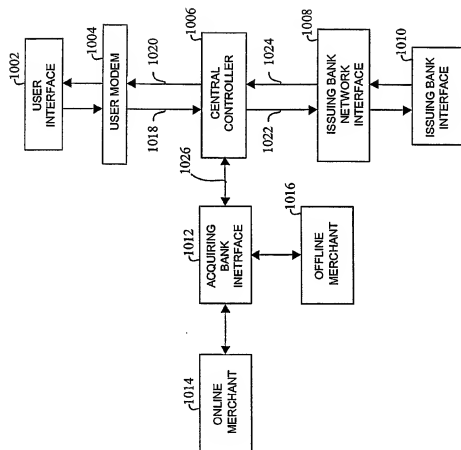 1002
USER
INTERFACE
1004
USER MODEM
1018
1020
1006
CENTRAL
CONTROLLER
1022
1024
1026
1008
ISSUING BANK
NETWORK
INTERFACE
1010
ISSUING BANK
INTERFACE
1012
ACQUIRING
BANK
INETRFACE
1016
OFFLINE
MERCHANT
1014
ONLINE
MERCHANT